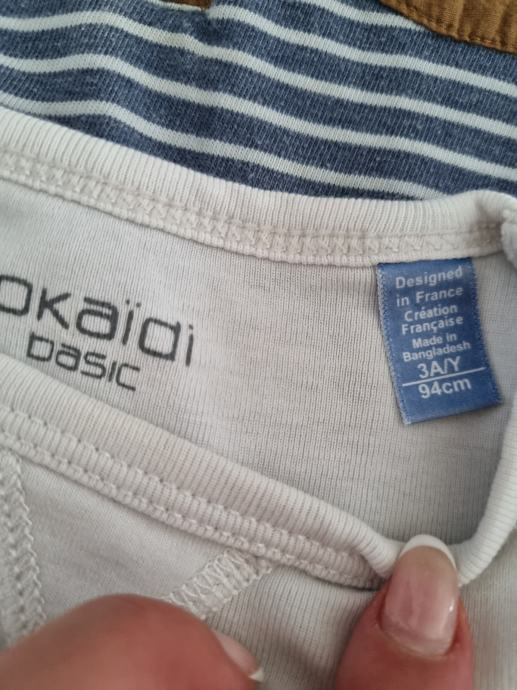 okaïdi
basic
Designed
in France
Création
Française
Made in
Bangladesh
3A/Y
94cm